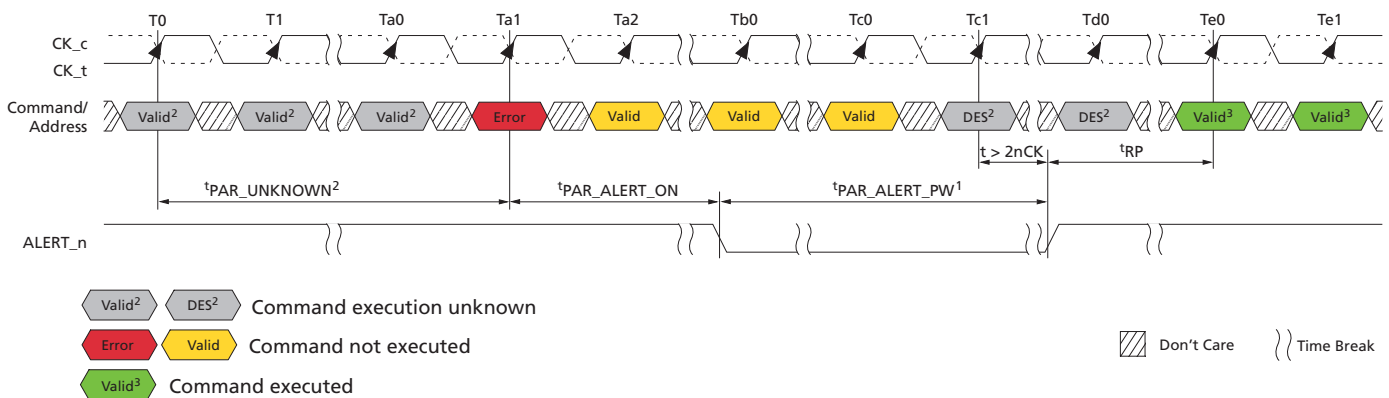 T0 T1 Ta0 Ta1 Ta2 Tb0 Tc0 Tc1 Td0 Te0 Te1
CK_c
CK_t
Command/
Address
Valid² Valid² Valid² Error Valid Valid Valid DES² DES² Valid³ Valid³
t > 2nCK tRP
tPAR_UNKNOWN² tPAR_ALERT_ON tPAR_ALERT_PW¹
ALERT_n
Valid² DES² Command execution unknown
Error Valid Command not executed
Don't Care Time Break
Valid³ Command executed